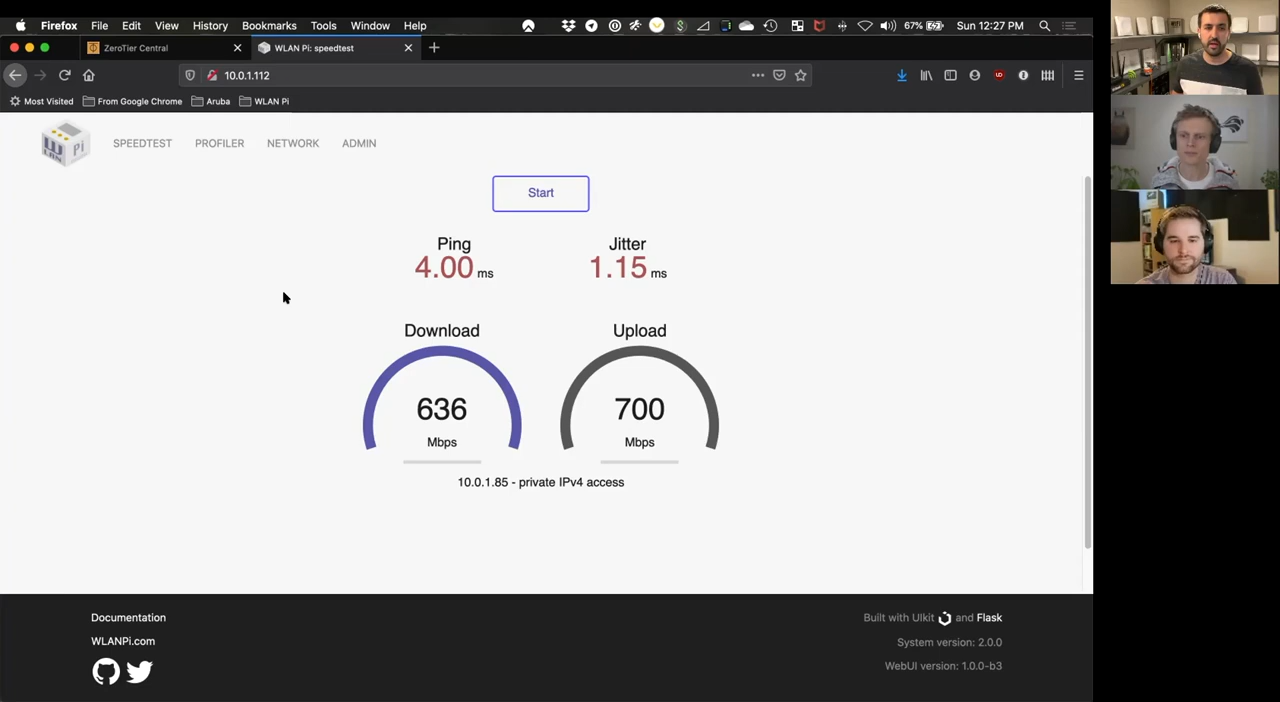 Firefox File Edit View History Bookmarks Tools Window Help 67% Sun 12:27 PM
ZeroTier Central WLAN Pi: speedtest
10.0.1.112
Most Visited From Google Chrome Aruba WLAN Pi
WLAN Pi SPEEDTEST PROFILER NETWORK ADMIN
Start
Ping Jitter
4.00 ms 1.15 ms
Download Upload
636 700
Mbps Mbps
10.0.1.85 - private IPv4 access
Documentation Built with UIkit and Flask
WLANPi.com System version: 2.0.0
WebUI version: 1.0.0-b3